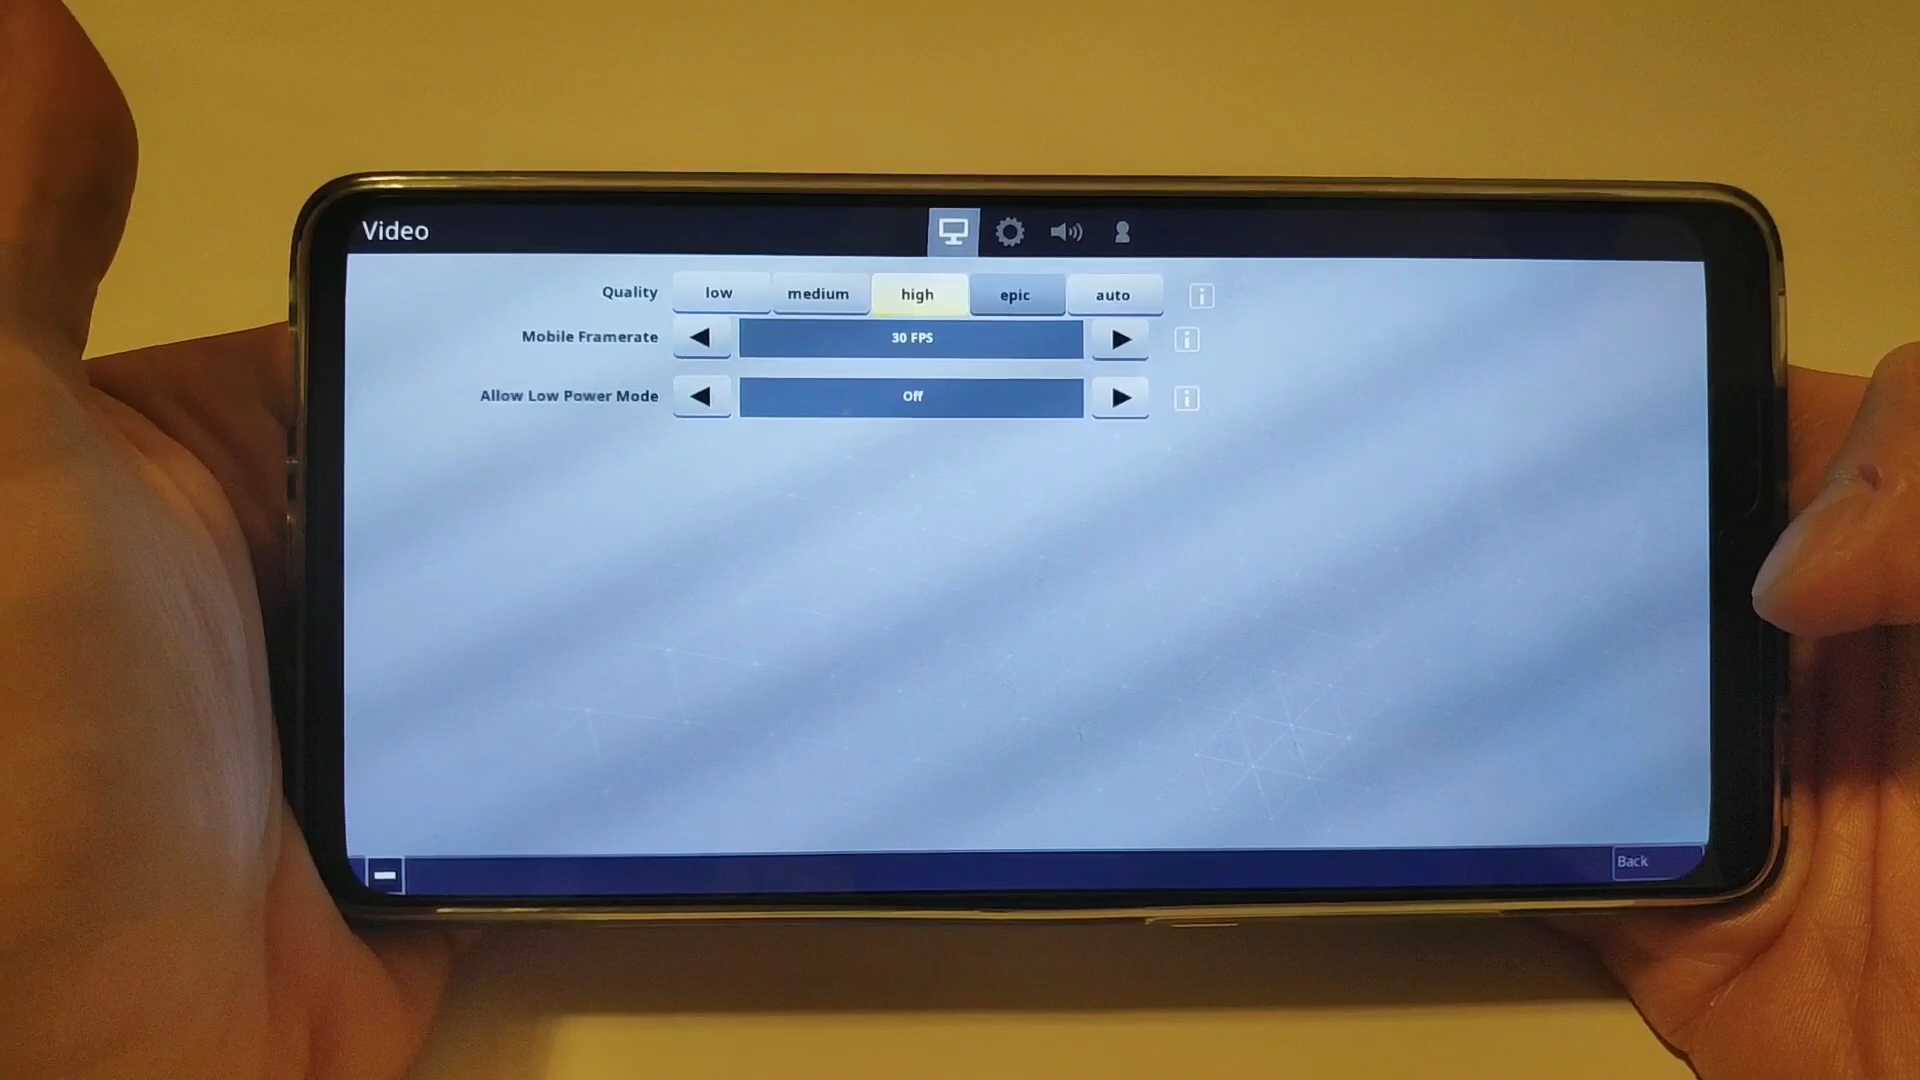 Video
Quality low medium high epic auto
Mobile Framerate 30 FPS
Allow Low Power Mode Off
Back